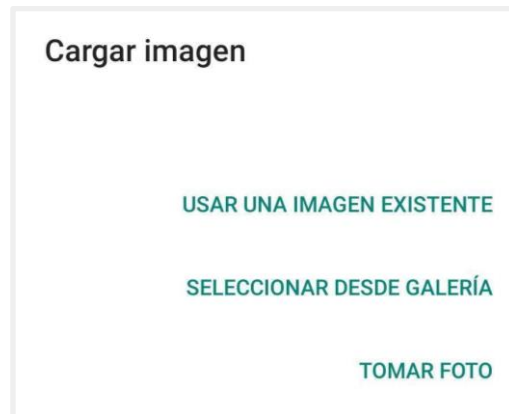 Cargar imagen
USAR UNA IMAGEN EXISTENTE
SELECCIONAR DESDE GALERÍA
TOMAR FOTO